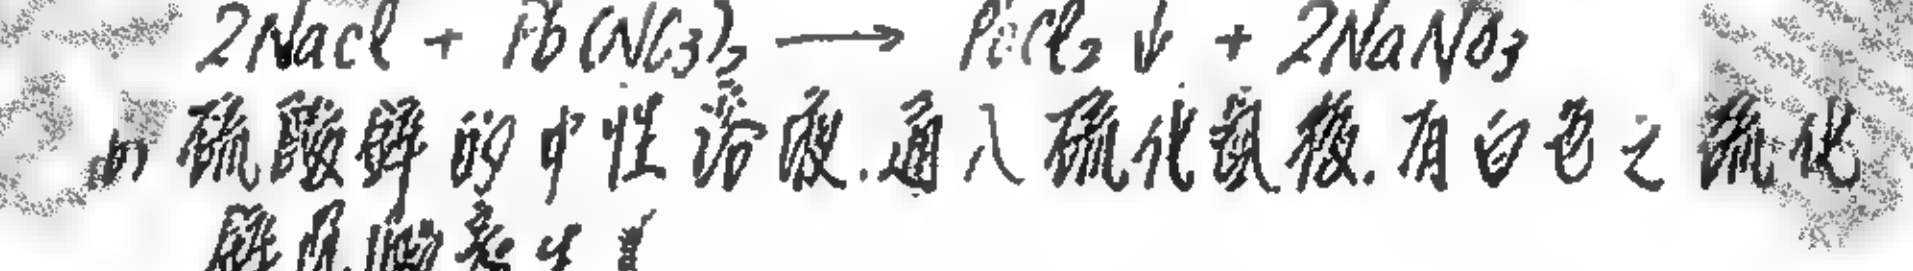 2NaCl + Pb(NO3)2 ⟶ PbCl2 ↓ + 2NaNO3
硫酸鋅的中性溶液.通入硫化氫後.有白色之硫化